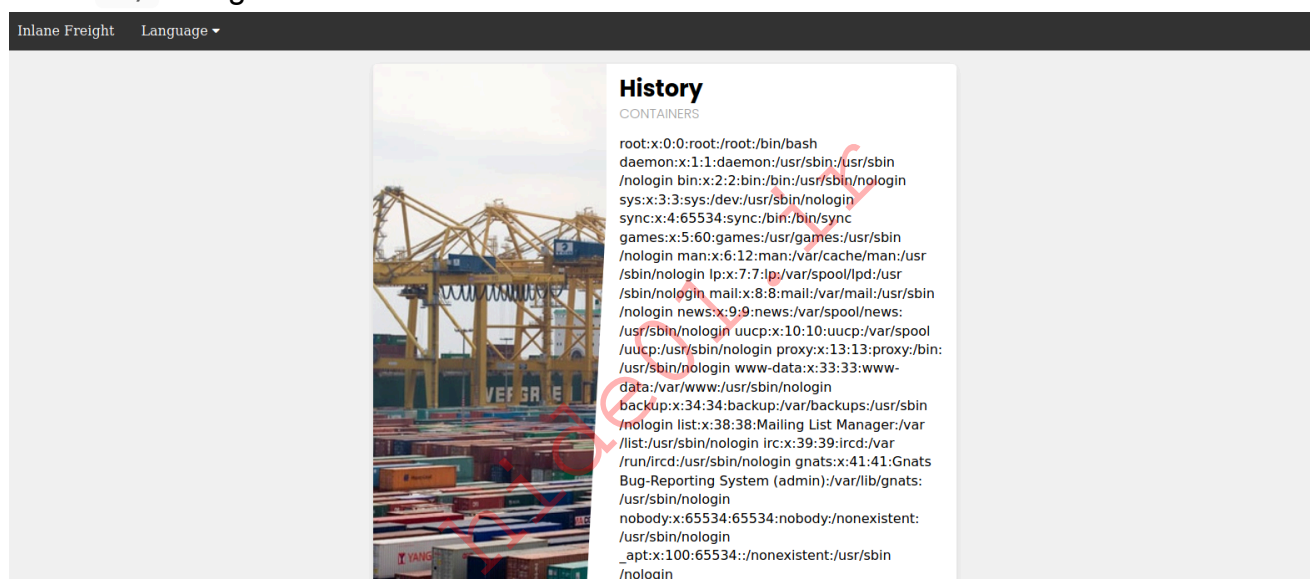 Inlane Freight Language
History
CONTAINERS
root:x:0:0:root:/root:/bin/bash
daemon:x:1:1:daemon:/usr/sbin:/usr/sbin
/nologin bin:x:2:2:bin:/bin:/usr/sbin/nologin
sys:x:3:3:sys:/dev:/usr/sbin/nologin
sync:x:4:65534:sync:/bin:/bin/sync
games:x:5:60:games:/usr/games:/usr/sbin
/nologin man:x:6:12:man:/var/cache/man:/usr
/sbin/nologin lp:x:7:7:lp:/var/spool/lpd:/usr
/sbin/nologin mail:x:8:8:mail:/var/mail:/usr/sbin
/nologin news:x:9:9:news:/var/spool/news:
/usr/sbin/nologin uucp:x:10:10:uucp:/var/spool
/uucp:/usr/sbin/nologin proxy:x:13:13:proxy:/bin:
/usr/sbin/nologin www-data:x:33:33:www-
data:/var/www:/usr/sbin/nologin
backup:x:34:34:backup:/var/backups:/usr/sbin
/nologin list:x:38:38:Mailing List Manager:/var
/list:/usr/sbin/nologin irc:x:39:39:ircd:/var
/run/ircd:/usr/sbin/nologin gnats:x:41:41:Gnats
Bug-Reporting System (admin):/var/lib/gnats:
/usr/sbin/nologin
nobody:x:65534:65534:nobody:/nonexistent:
/usr/sbin/nologin
_apt:x:100:65534::/nonexistent:/usr/sbin
/nologin